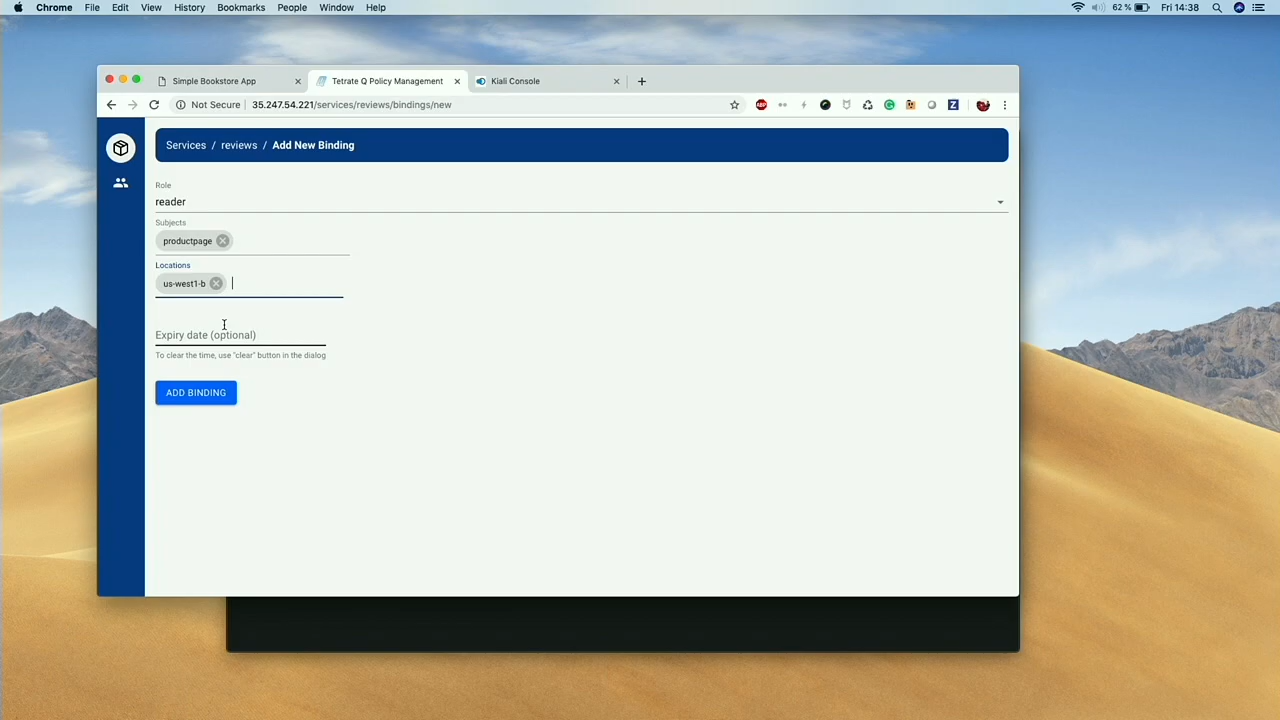 Chrome File Edit View History Bookmarks People Window Help 62 % Fri 14:38
Simple Bookstore App Tetrate Q Policy Management Kiali Console
Not Secure 35.247.54.221/services/reviews/bindings/new ABP Z
Services / reviews / Add New Binding
Role
reader
Subjects
productpage
Locations
us-west1-b
Expiry date (optional)
To clear the time, use "clear" button in the dialog
ADD BINDING